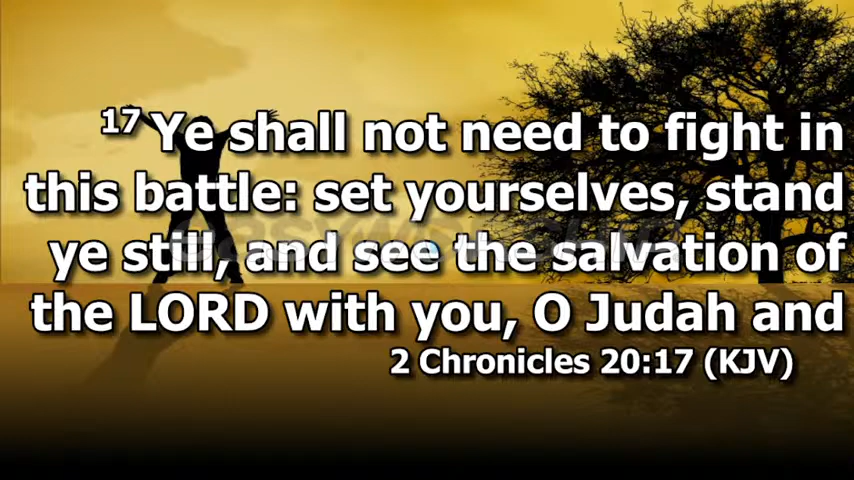 17 Ye shall not need to fight in
this battle: set yourselves, stand
ye still, and see the salvation of
the LORD with you, O Judah and
2 Chronicles 20:17 (KJV)